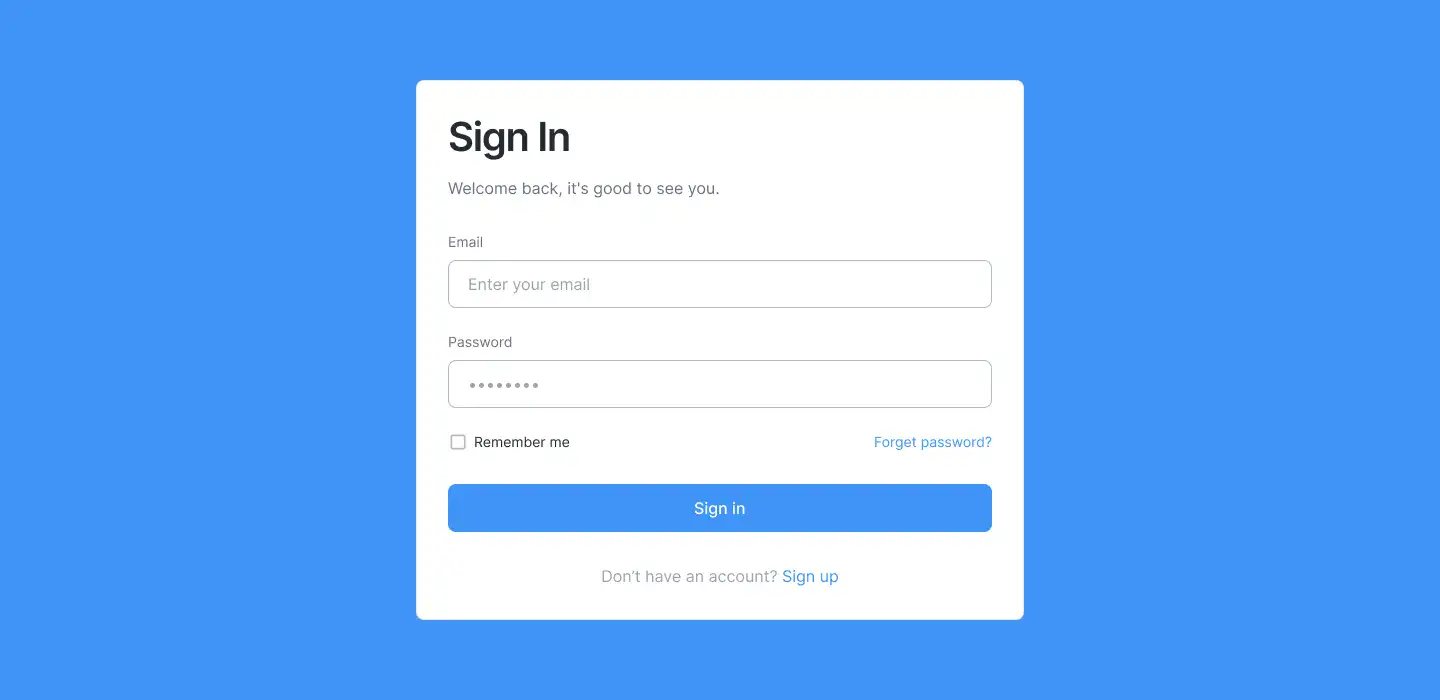 Sign In
Welcome back, it's good to see you.
Email
Enter your email
Password
••••••••
Remember me
Forget password?
Sign in
Don't have an account? Sign up